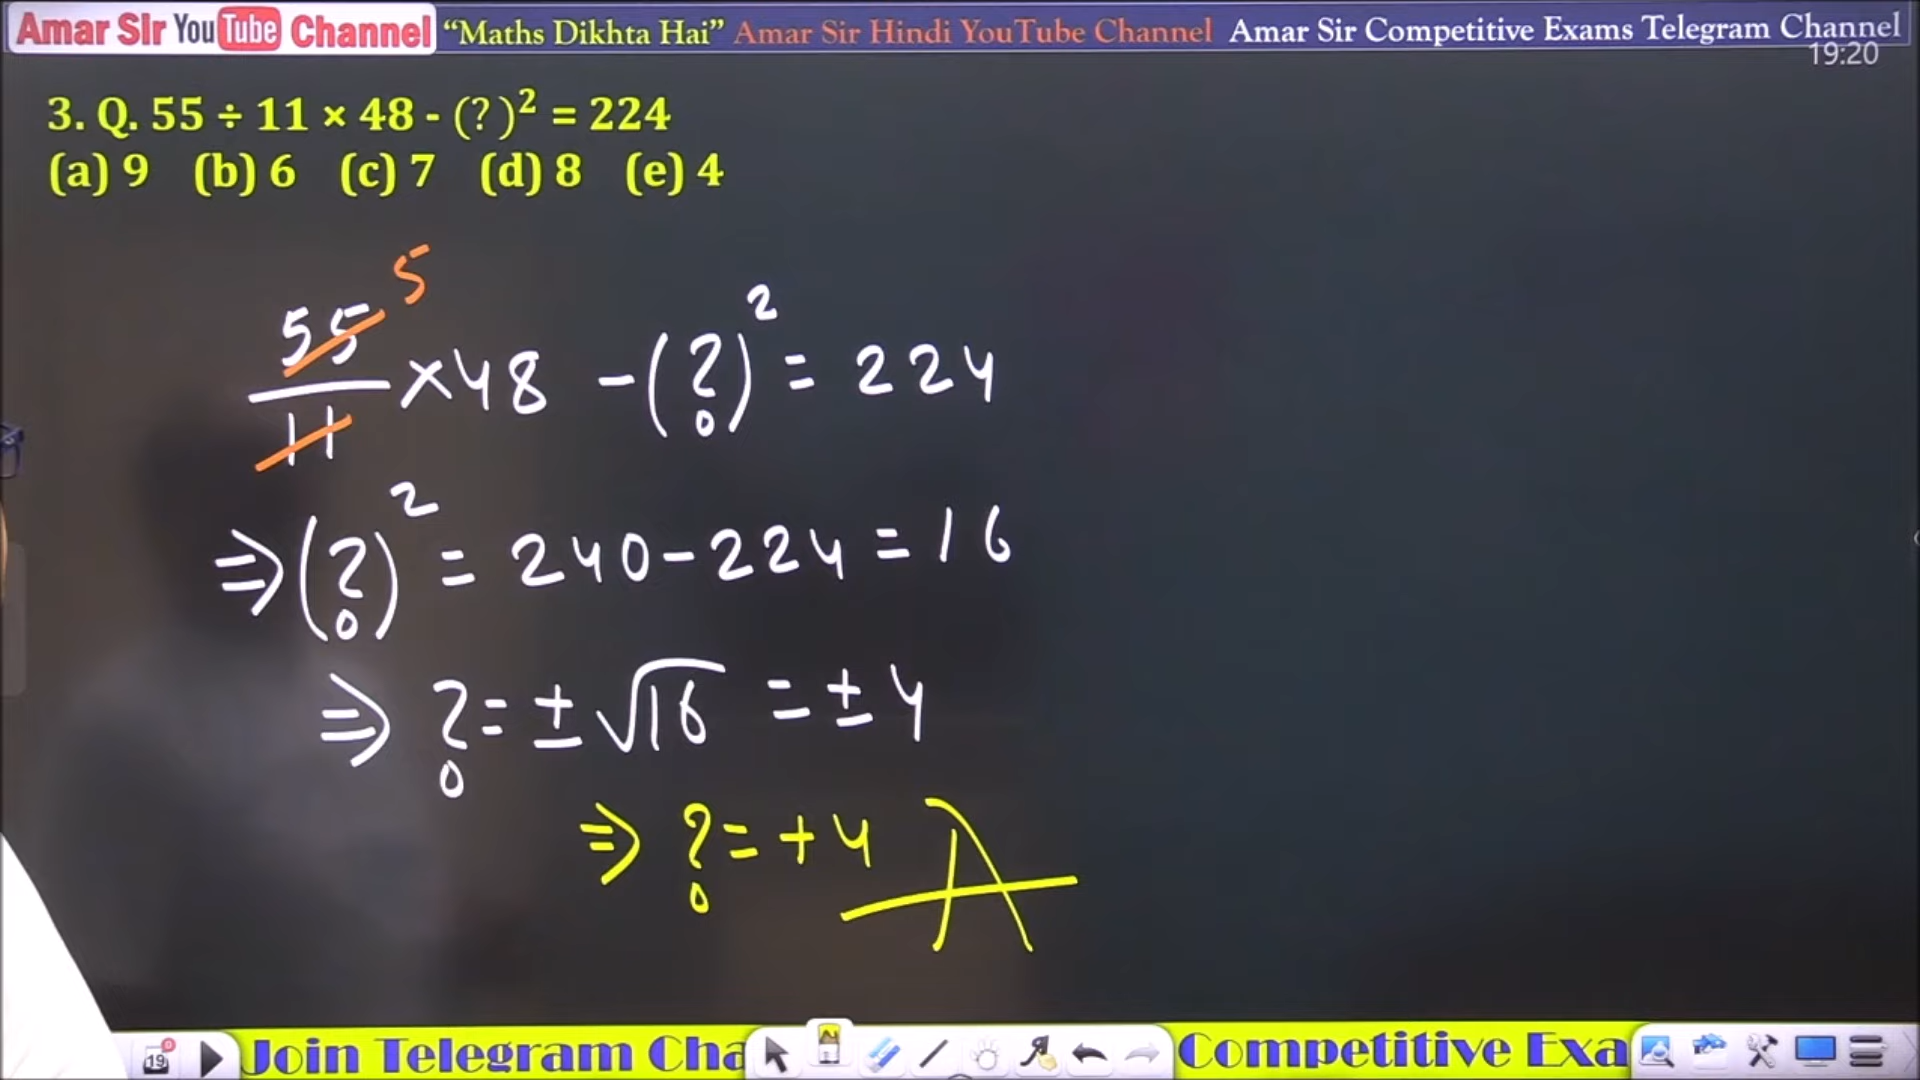 Amar SIr YouTube Channel "Maths Dikhta Hai" Amar Sir Hindi YouTube Channel Amar Sir Competitive Exams Telegram Channel
19:20
3. Q. 55 ÷ 11 × 48 - (?)² = 224
(a) 9 (b) 6 (c) 7 (d) 8 (e) 4
5
55/11 × 48 - (?)² = 224
⇒ (?)² = 240 - 224 = 16
⇒ ? = ± √16 = ± 4
⇒ ? = + 4 A
19 0 Join Telegram Cha Competitive Exa